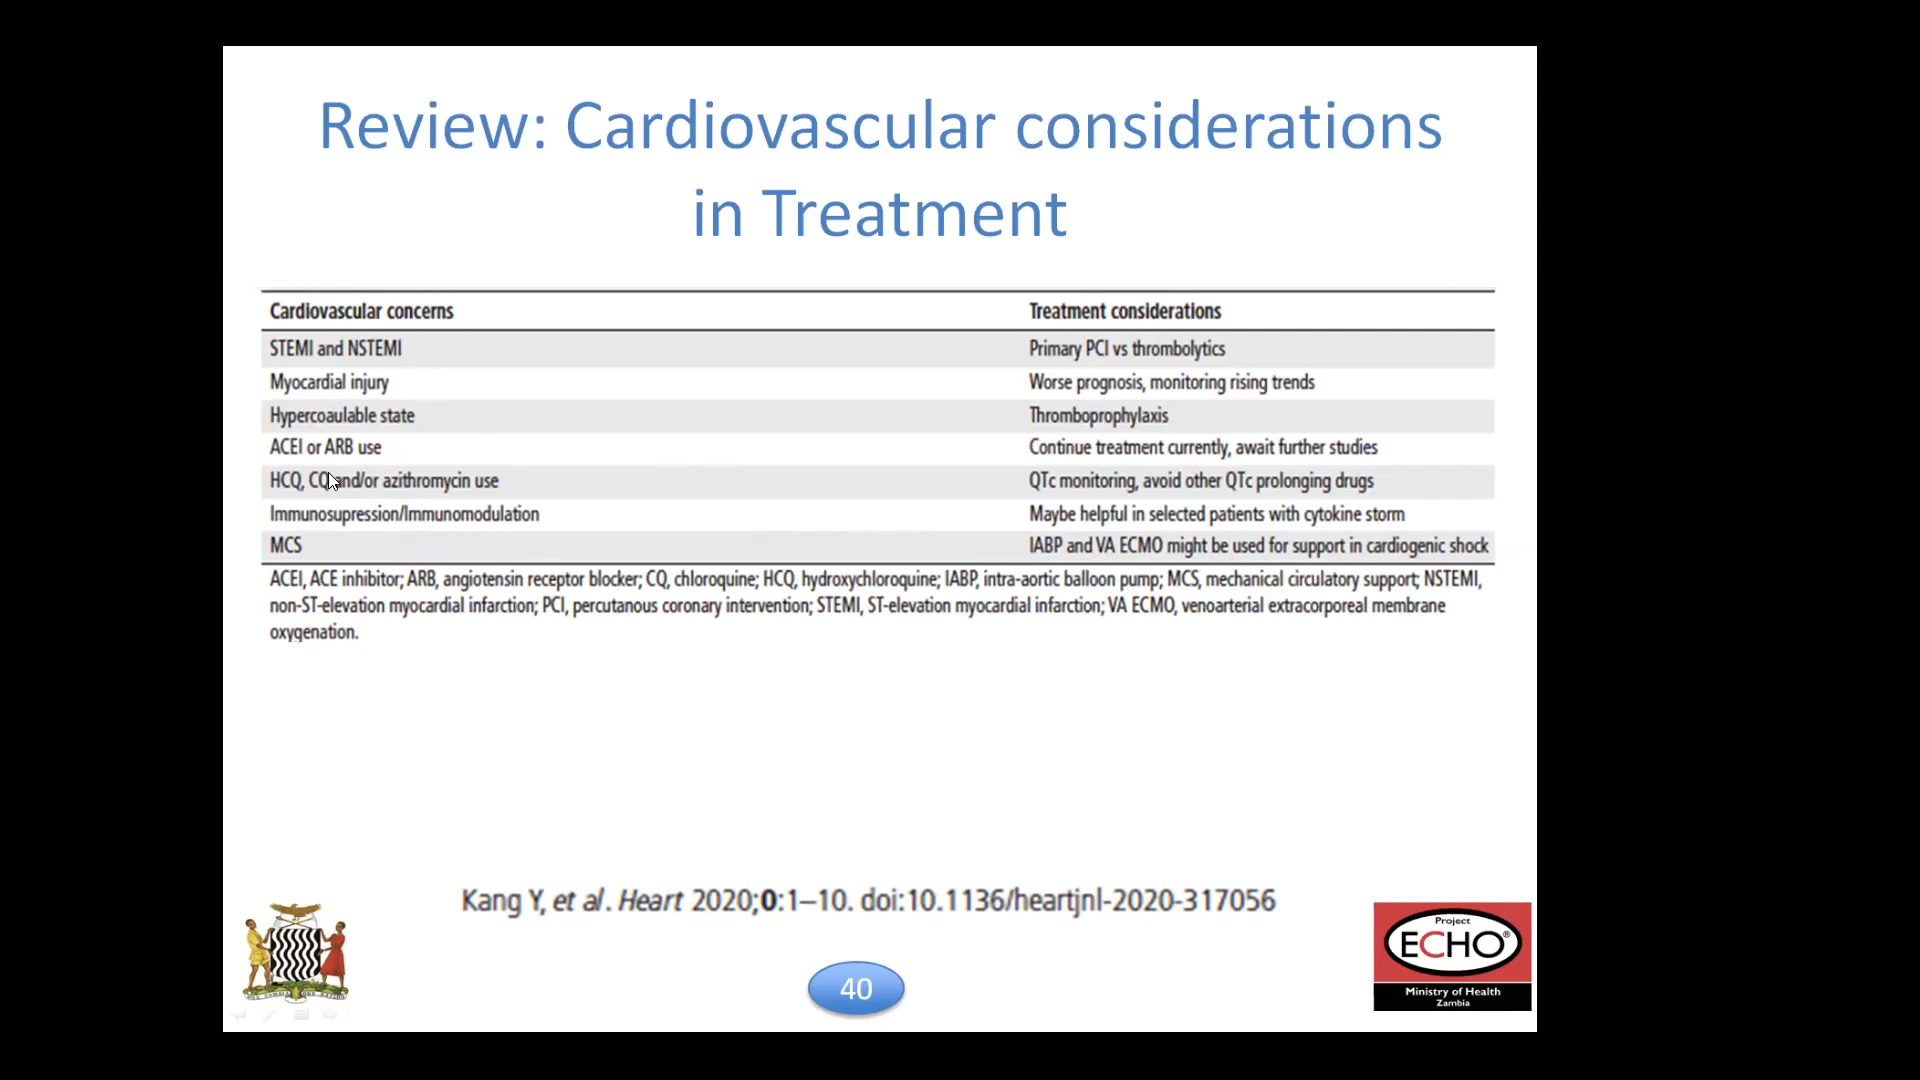 Review: Cardiovascular considerations
in Treatment
Cardiovascular concerns Treatment considerations
STEMI and NSTEMI Primary PCI vs thrombolytics
Myocardial injury Worse prognosis, monitoring rising trends
Hypercoaulable state Thromboprophylaxis
ACEI or ARB use Continue treatment currently, await further studies
HCQ, CQ and/or azithromycin use QTc monitoring, avoid other QTc prolonging drugs
Immunosupression/Immunomodulation Maybe helpful in selected patients with cytokine storm
MCS IABP and VA ECMO might be used for support in cardiogenic shock
ACEI, ACE inhibitor; ARB, angiotensin receptor blocker; CQ, chloroquine; HCQ, hydroxychloroquine; IABP, intra-aortic balloon pump; MCS, mechanical circulatory support; NSTEMI,
non-ST-elevation myocardial infarction; PCI, percutanous coronary intervention; STEMI, ST-elevation myocardial infarction; VA ECMO, venoarterial extracorporeal membrane
oxygenation.
Kang Y, et al. Heart 2020;0:1–10. doi:10.1136/heartjnl-2020-317056
40
Project
ECHO®
Ministry of Health
Zambia
ONE ZAMBIA ONE NATION